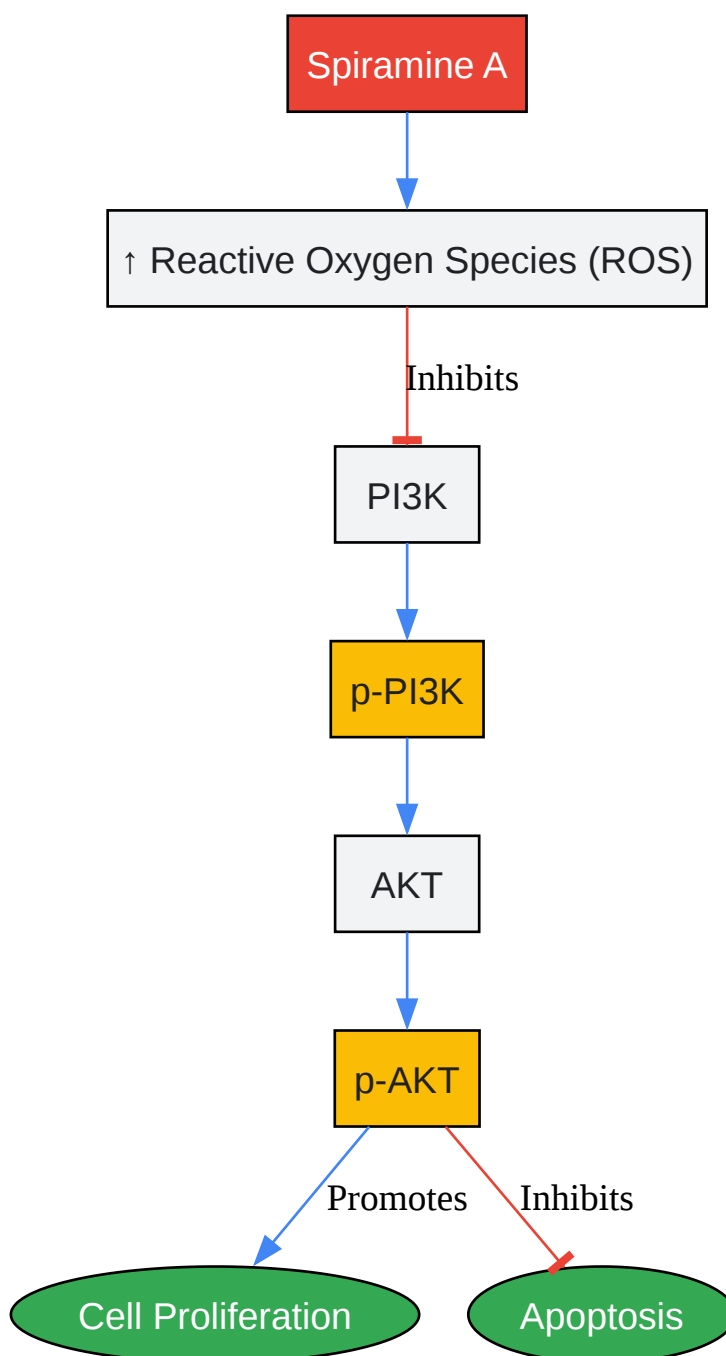 Spiramine A
↑ Reactive Oxygen Species (ROS)
Inhibits
PI3K
p-PI3K
AKT
p-AKT
Promotes
Inhibits
Cell Proliferation
Apoptosis